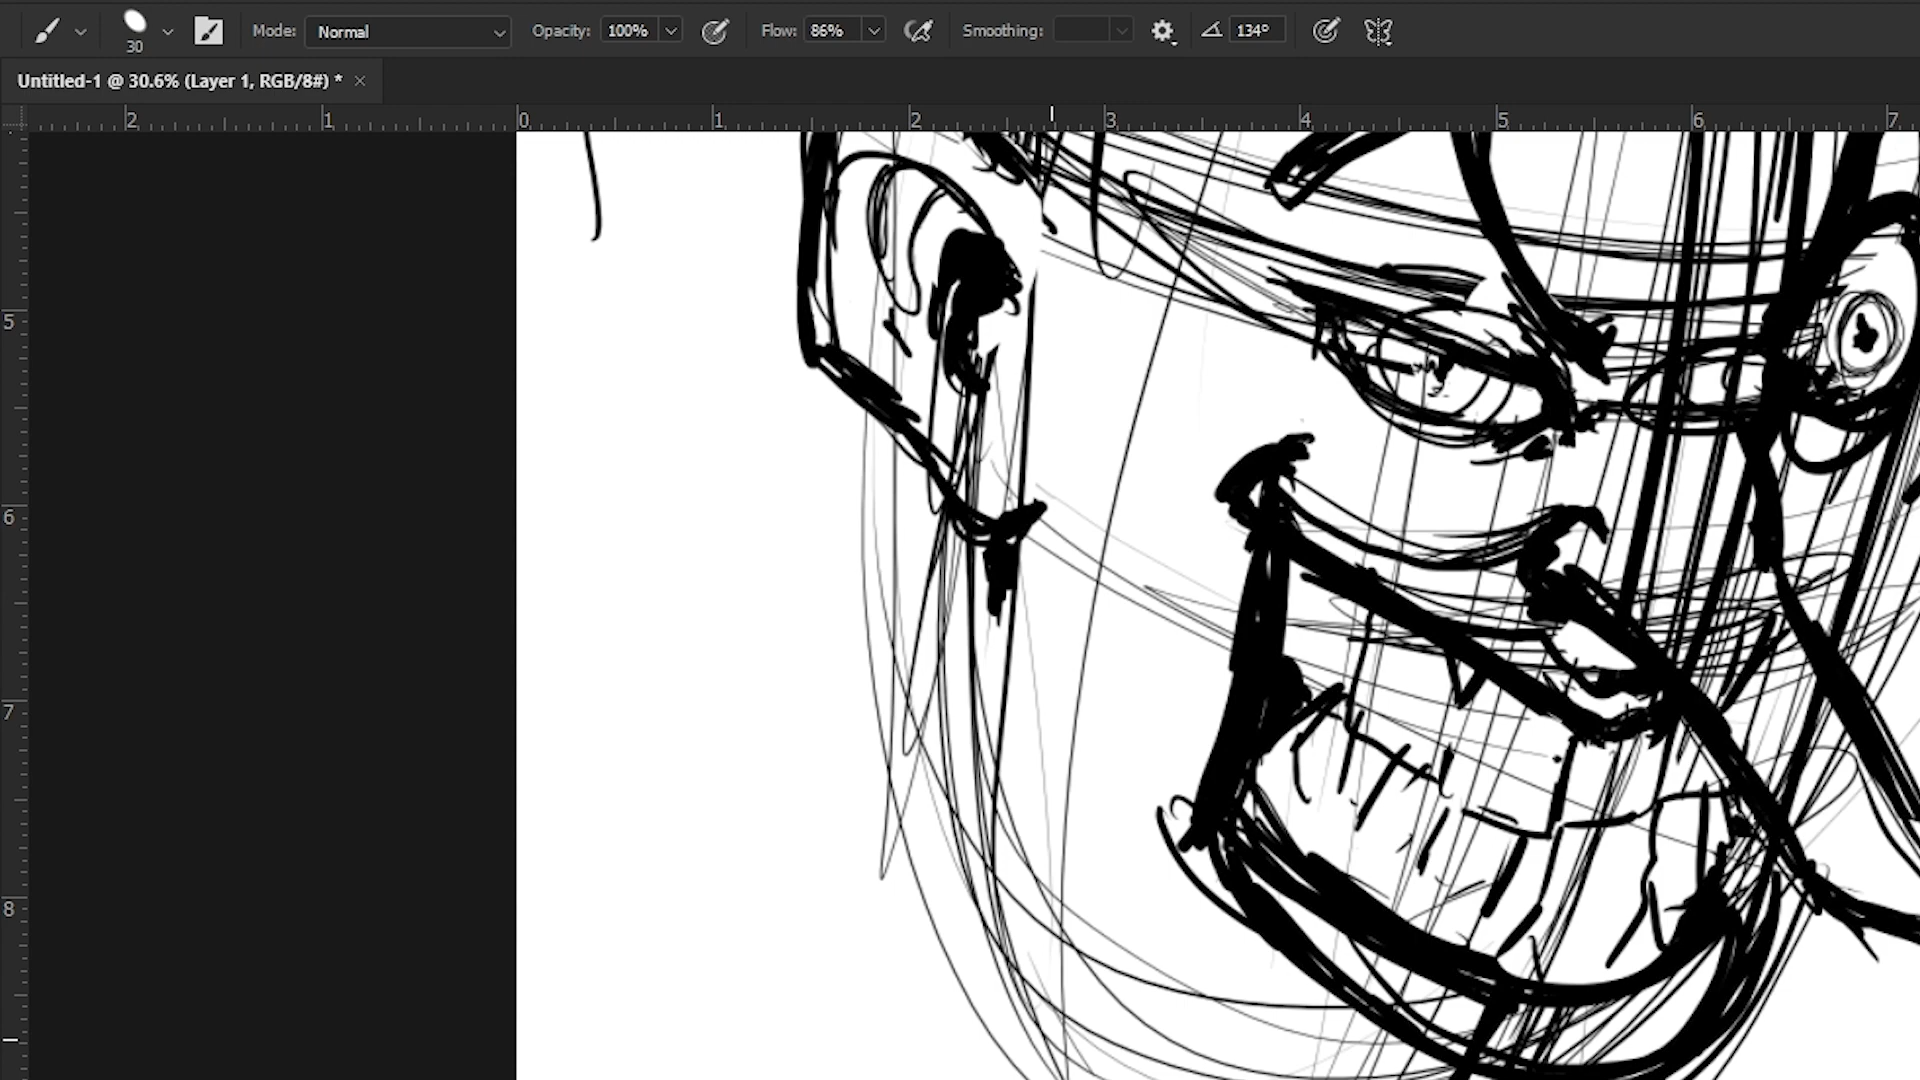 30 Mode: Normal Opacity: 100% Flow: 86% Smoothing: 134°
Untitled-1 @ 30.6% (Layer 1, RGB/8#) * ×
2 1 0 1 2 3 4 5 6 7
5
6
7
8